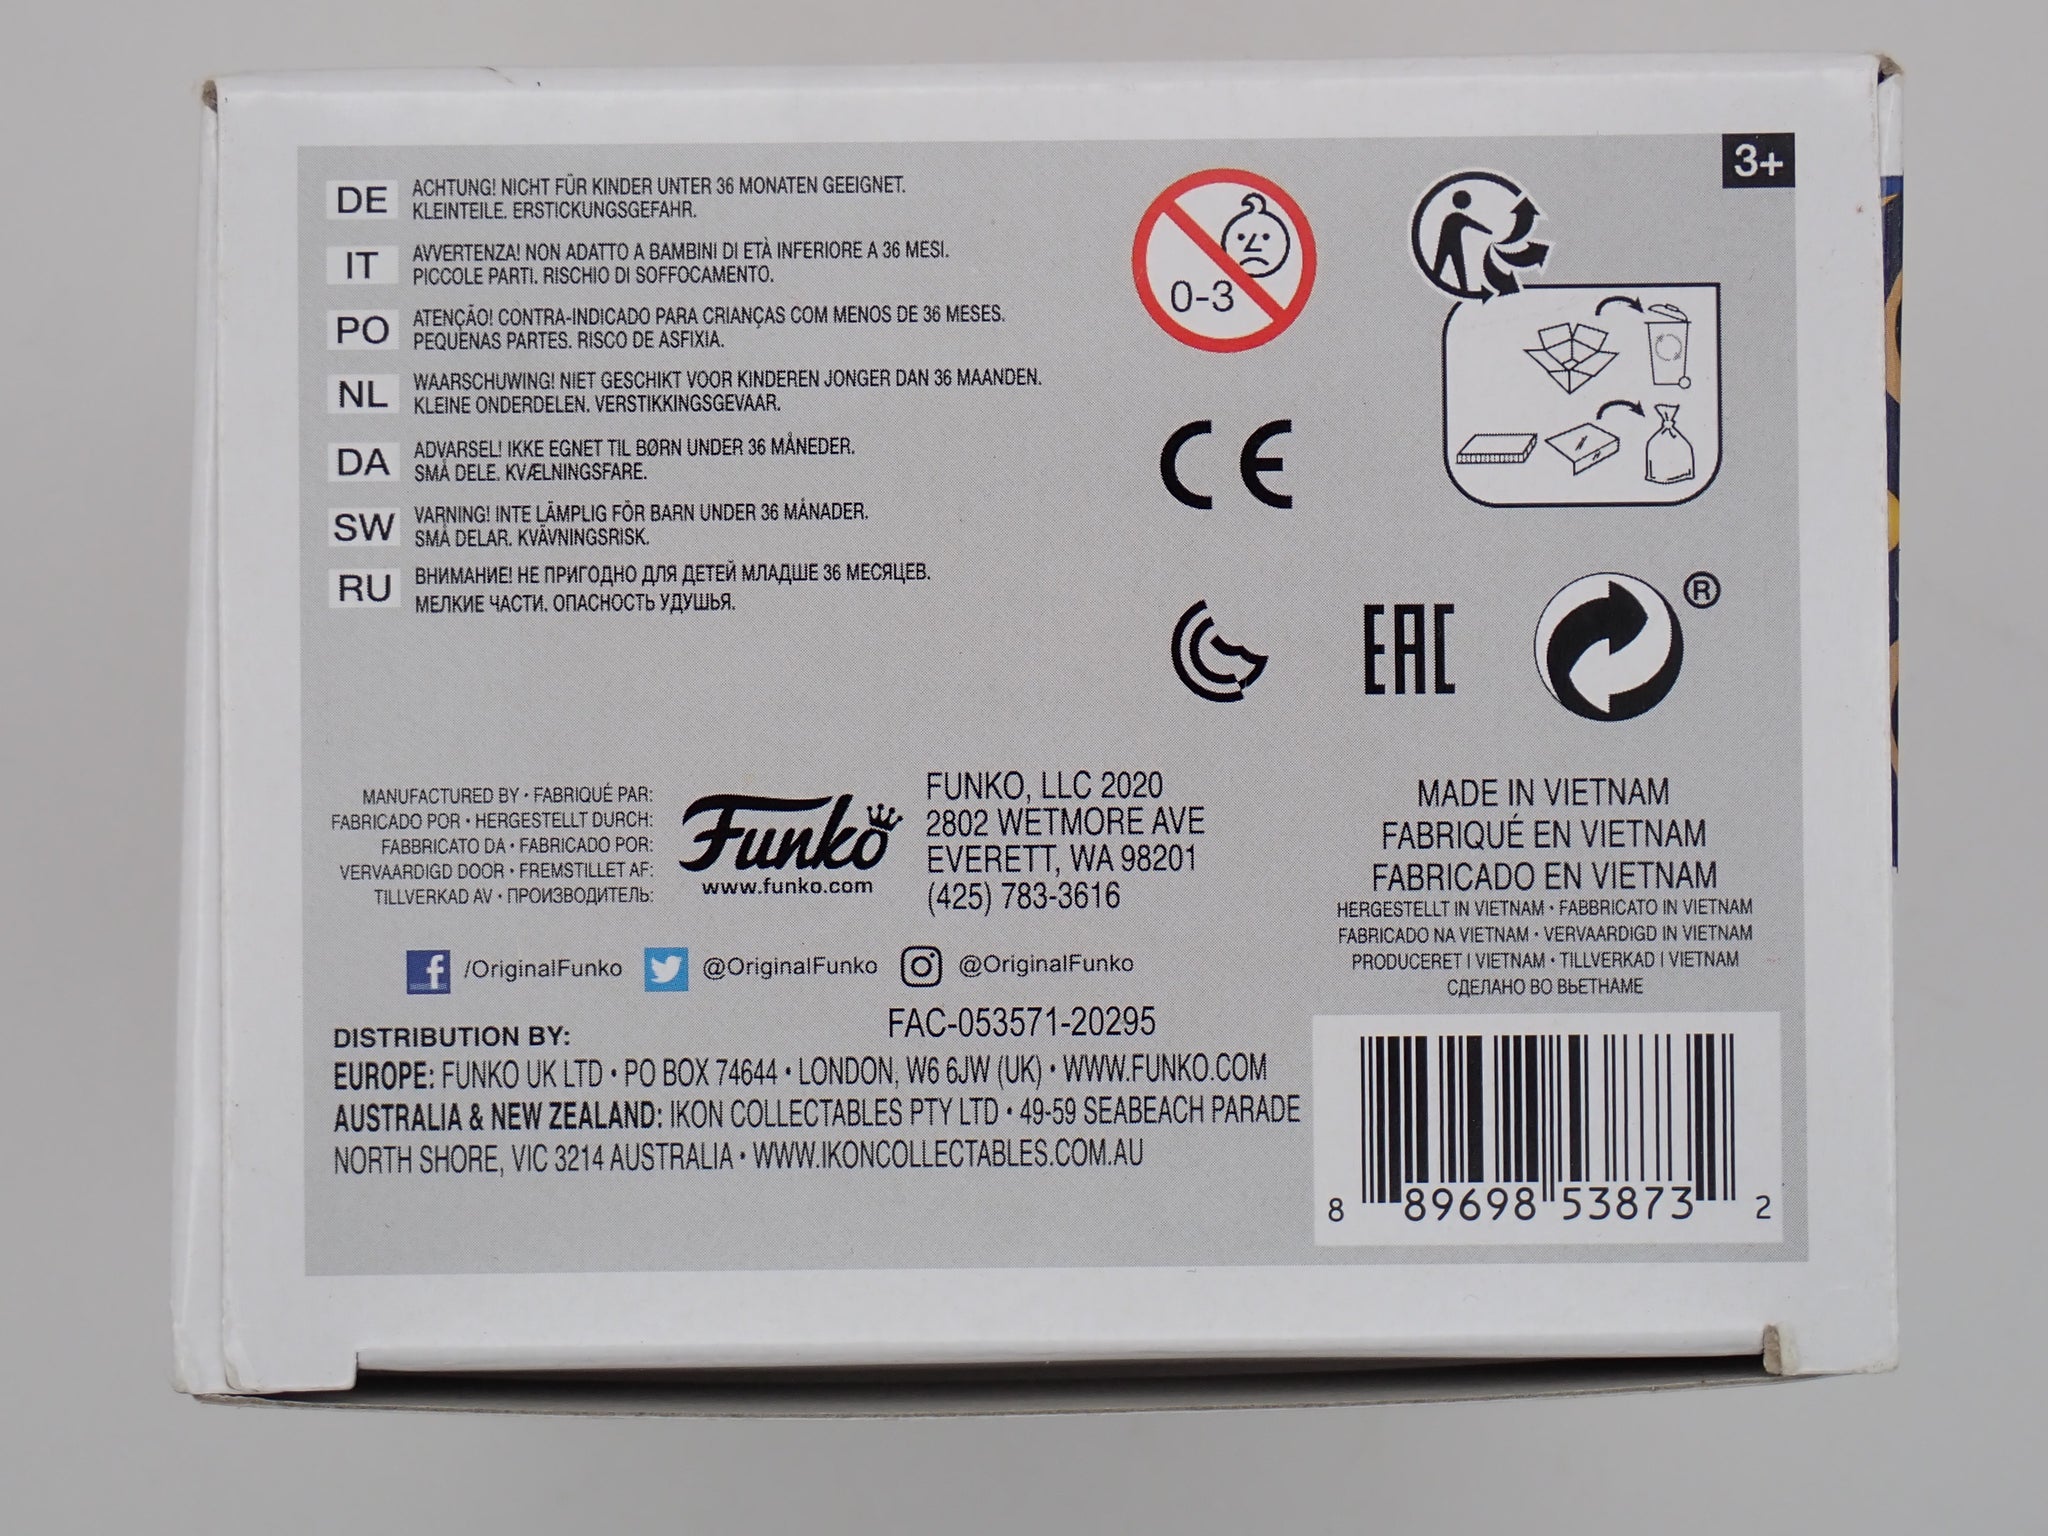 3+
DE
ACHTUNG! NICHT FÜR KINDER UNTER 36 MONATEN GEEIGNET.
KLEINTEILE. ERSTICKUNGSGEFAHR.
IT
AVVERTENZA! NON ADATTO A BAMBINI DI ETÀ INFERIORE A 36 MESI.
PICCOLE PARTI. RISCHIO DI SOFFOCAMENTO.
PO
ATENÇÃO! CONTRA-INDICADO PARA CRIANÇAS COM MENOS DE 36 MESES.
PEQUENAS PARTES. RISCO DE ASFIXIA.
NL
WAARSCHUWING! NIET GESCHIKT VOOR KINDEREN JONGER DAN 36 MAANDEN.
KLEINE ONDERDELEN. VERSTIKKINGSGEVAAR.
DA
ADVARSEL! IKKE EGNET TIL BØRN UNDER 36 MÅNEDER.
SMÅ DELE. KVÆLNINGSFARE.
SW
VARNING! INTE LÄMPLIG FÖR BARN UNDER 36 MÅNADER.
SMÅ DELAR. KVÄVNINGSRISK.
RU
ВНИМАНИЕ! НЕ ПРИГОДНО ДЛЯ ДЕТЕЙ МЛАДШЕ 36 МЕСЯЦЕВ.
МЕЛКИЕ ЧАСТИ. ОПАСНОСТЬ УДУШЬЯ.
0-3
CE
EAC
®
MANUFACTURED BY • FABRIQUÉ PAR:
FABRICADO POR • HERGESTELLT DURCH:
FABBRICATO DA • FABRICADO POR:
VERVAARDIGD DOOR • FREMSTILLET AF:
TILLVERKAD AV • ПРОИЗВОДИТЕЛЬ:
Funko
www.funko.com
FUNKO, LLC 2020
2802 WETMORE AVE
EVERETT, WA 98201
(425) 783-3616
MADE IN VIETNAM
FABRIQUÉ EN VIETNAM
FABRICADO EN VIETNAM
HERGESTELLT IN VIETNAM • FABBRICATO IN VIETNAM
FABRICADO NA VIETNAM • VERVAARDIGD IN VIETNAM
PRODUCERET I VIETNAM • TILLVERKAD I VIETNAM
СДЕЛАНО ВО ВЬЕТНАМЕ
/OriginalFunko @OriginalFunko @OriginalFunko
FAC-053571-20295
DISTRIBUTION BY:
EUROPE: FUNKO UK LTD • PO BOX 74644 • LONDON, W6 6JW (UK) • WWW.FUNKO.COM
AUSTRALIA & NEW ZEALAND: IKON COLLECTABLES PTY LTD • 49-59 SEABEACH PARADE
NORTH SHORE, VIC 3214 AUSTRALIA • WWW.IKONCOLLECTABLES.COM.AU
8 89698 53873 2